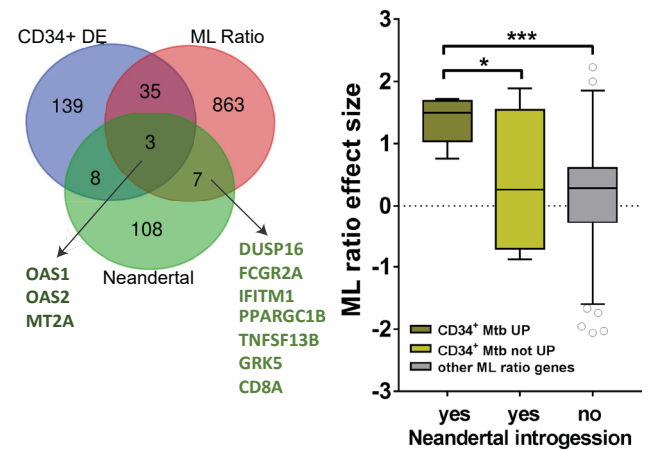 CD34+ DE
ML Ratio
139
35
863
3
8
7
108
Neandertal
OAS1
OAS2
MT2A
DUSP16
FCGR2A
IFITM1
PPARGC1B
TNFSF13B
GRK5
CD8A
ML ratio effect size
3
2
1
0
-1
-2
-3
***
*
CD34+ Mtb UP
CD34+ Mtb not UP
other ML ratio genes
yes yes no
Neandertal introgession